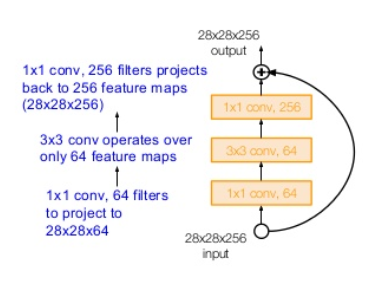 28x28x256
output
1x1 conv, 256 filters projects
back to 256 feature maps
(28x28x256)
1x1 conv, 256
3x3 conv operates over
only 64 feature maps
3x3 conv, 64
1x1 conv, 64 filters
to project to
28x28x64
1x1 conv, 64
28x28x256
input